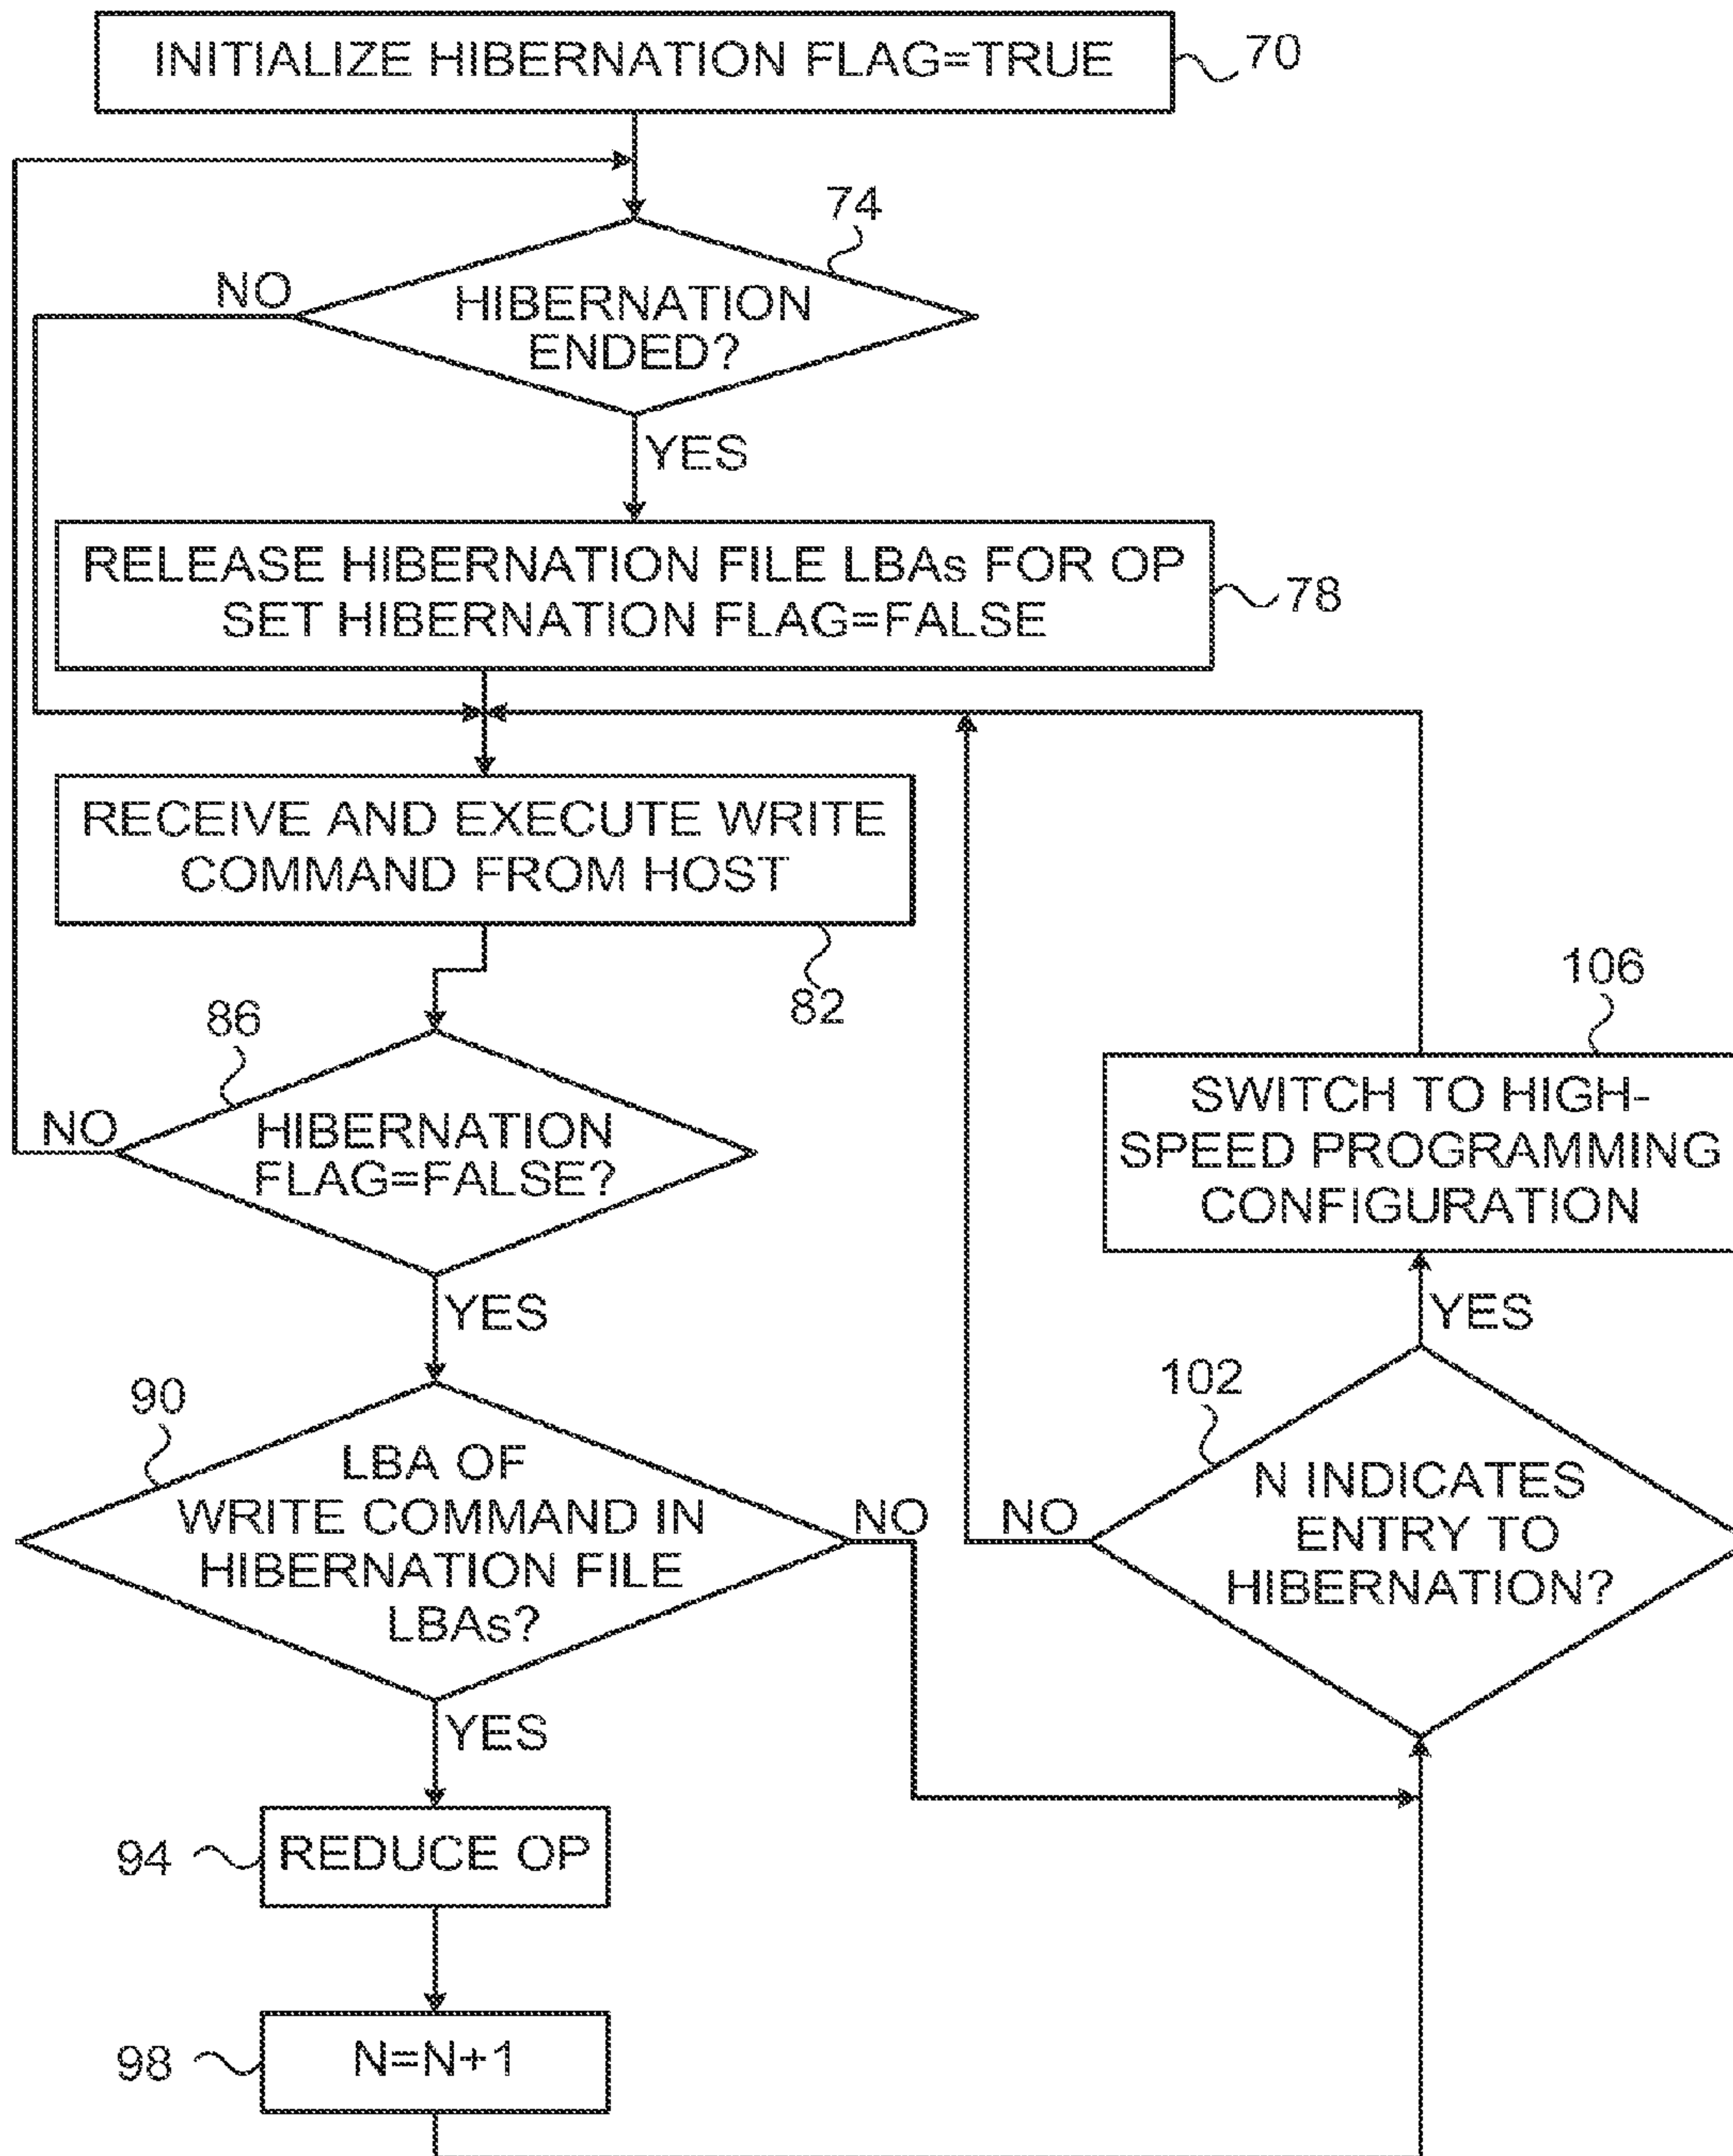 INITIALIZE HIBERNATION FLAG=TRUE
70
74
NO
HIBERNATION
ENDED?
YES
RELEASE HIBERNATION FILE LBAs FOR OP
SET HIBERNATION FLAG=FALSE
78
RECEIVE AND EXECUTE WRITE
COMMAND FROM HOST
82
86
NO
HIBERNATION
FLAG=FALSE?
YES
90
LBA OF
WRITE COMMAND IN
HIBERNATION FILE
LBAs?
NO
YES
94
REDUCE OP
98
N=N+1
106
SWITCH TO HIGH-
SPEED PROGRAMMING
CONFIGURATION
YES
102
NO
N INDICATES
ENTRY TO
HIBERNATION?